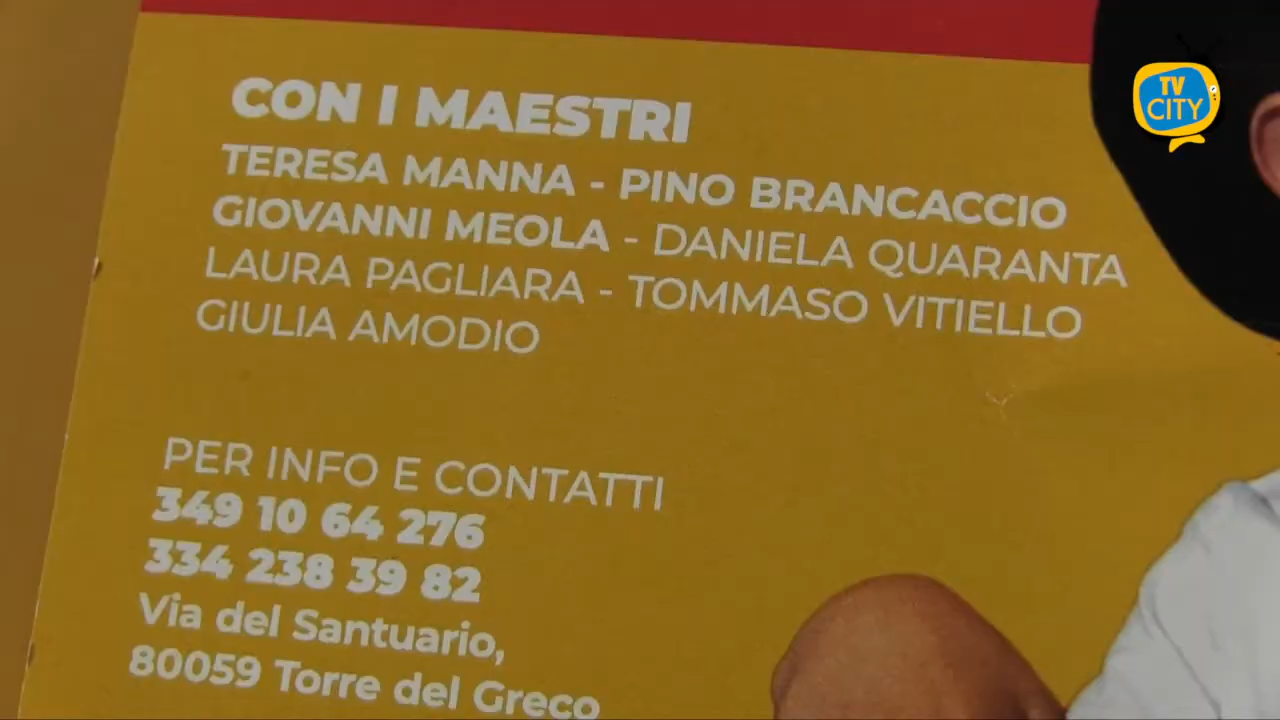 TV
CITY
CON I MAESTRI
TERESA MANNA - PINO BRANCACCIO
GIOVANNI MEOLA - DANIELA QUARANTA
LAURA PAGLIARA - TOMMASO VITIELLO
GIULIA AMODIO
PER INFO E CONTATTI
349 10 64 276
334 238 39 82
Via del Santuario,
80059 Torre del Greco